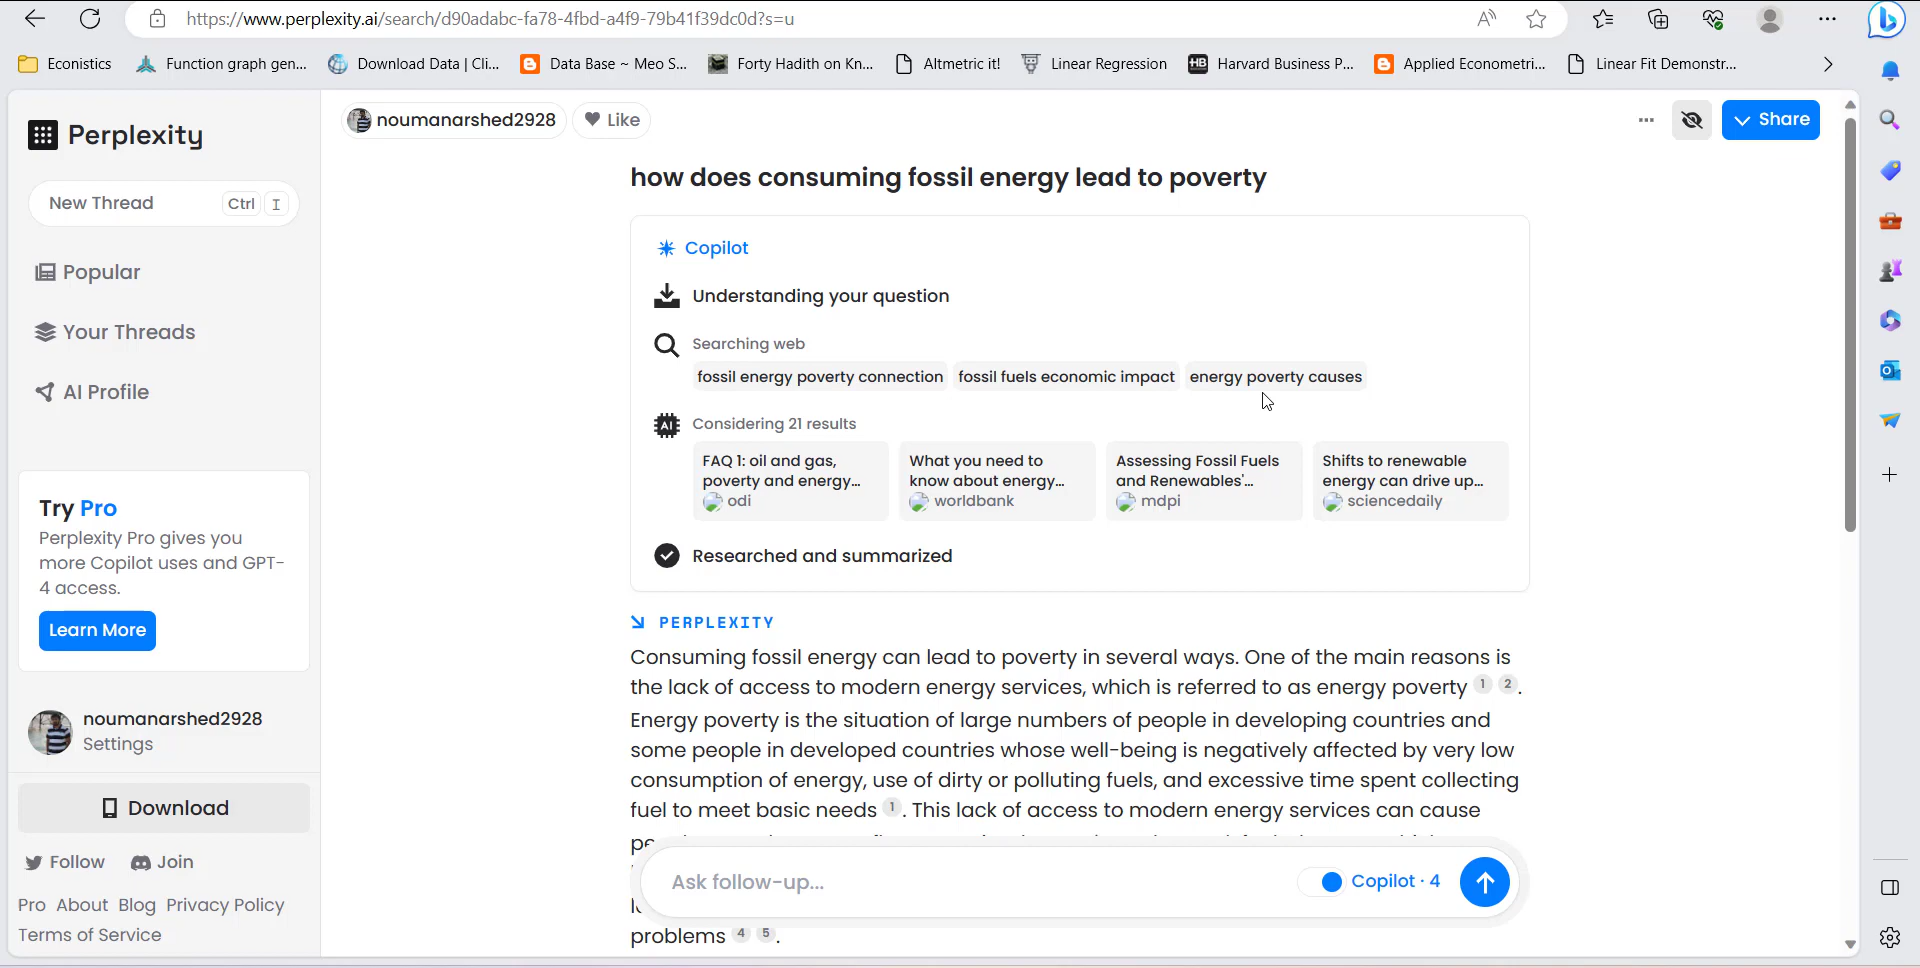 https://www.perplexity.ai/search/d90adabc-fa78-4fbd-a4f9-79b41f39dc0d?s=u
Econistics
Function graph gen...
Download Data | Cli...
Data Base ~ Meo S...
Forty Hadith on Kn...
Altmetric it!
Linear Regression
Harvard Business P...
Applied Econometri...
Linear Fit Demonstr...
Perplexity
New Thread Ctrl I
Popular
Your Threads
AI Profile
Try Pro
Perplexity Pro gives you
more Copilot uses and GPT-
4 access.
Learn More
noumanarshed2928
Settings
Download
Follow Join
Pro About Blog Privacy Policy
Terms of Service
noumanarshed2928 Like
Share
how does consuming fossil energy lead to poverty
Copilot
Understanding your question
Searching web
fossil energy poverty connection fossil fuels economic impact energy poverty causes
AI Considering 21 results
FAQ 1: oil and gas,
poverty and energy...
odi
What you need to
know about energy...
worldbank
Assessing Fossil Fuels
and Renewables'...
mdpi
Shifts to renewable
energy can drive up...
sciencedaily
Researched and summarized
PERPLEXITY
Consuming fossil energy can lead to poverty in several ways. One of the main reasons is
the lack of access to modern energy services, which is referred to as energy poverty 1 2.
Energy poverty is the situation of large numbers of people in developing countries and
some people in developed countries whose well-being is negatively affected by very low
consumption of energy, use of dirty or polluting fuels, and excessive time spent collecting
fuel to meet basic needs 1. This lack of access to modern energy services can cause
Ask follow-up... Copilot · 4
problems 4 5.